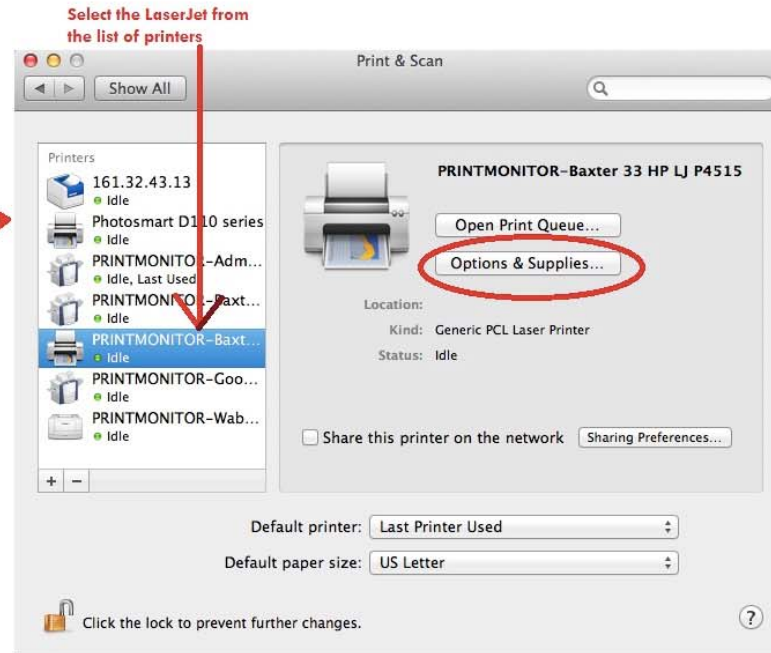 Select the LaserJet from
the list of printers
Print & Scan
Show All
Printers
161.32.43.13
Idle
Photosmart D110 series
Idle
PRINTMONITOR-Adm...
Idle, Last Used
PRINTMONITOR-Baxt...
Idle
PRINTMONITOR-Baxt...
Idle
PRINTMONITOR-Goo...
Idle
PRINTMONITOR-Wab...
Idle
+ −
PRINTMONITOR-Baxter 33 HP LJ P4515
Open Print Queue...
Options & Supplies...
Location:
Kind: Generic PCL Laser Printer
Status: Idle
Share this printer on the network Sharing Preferences...
Default printer: Last Printer Used
Default paper size: US Letter
Click the lock to prevent further changes.
?